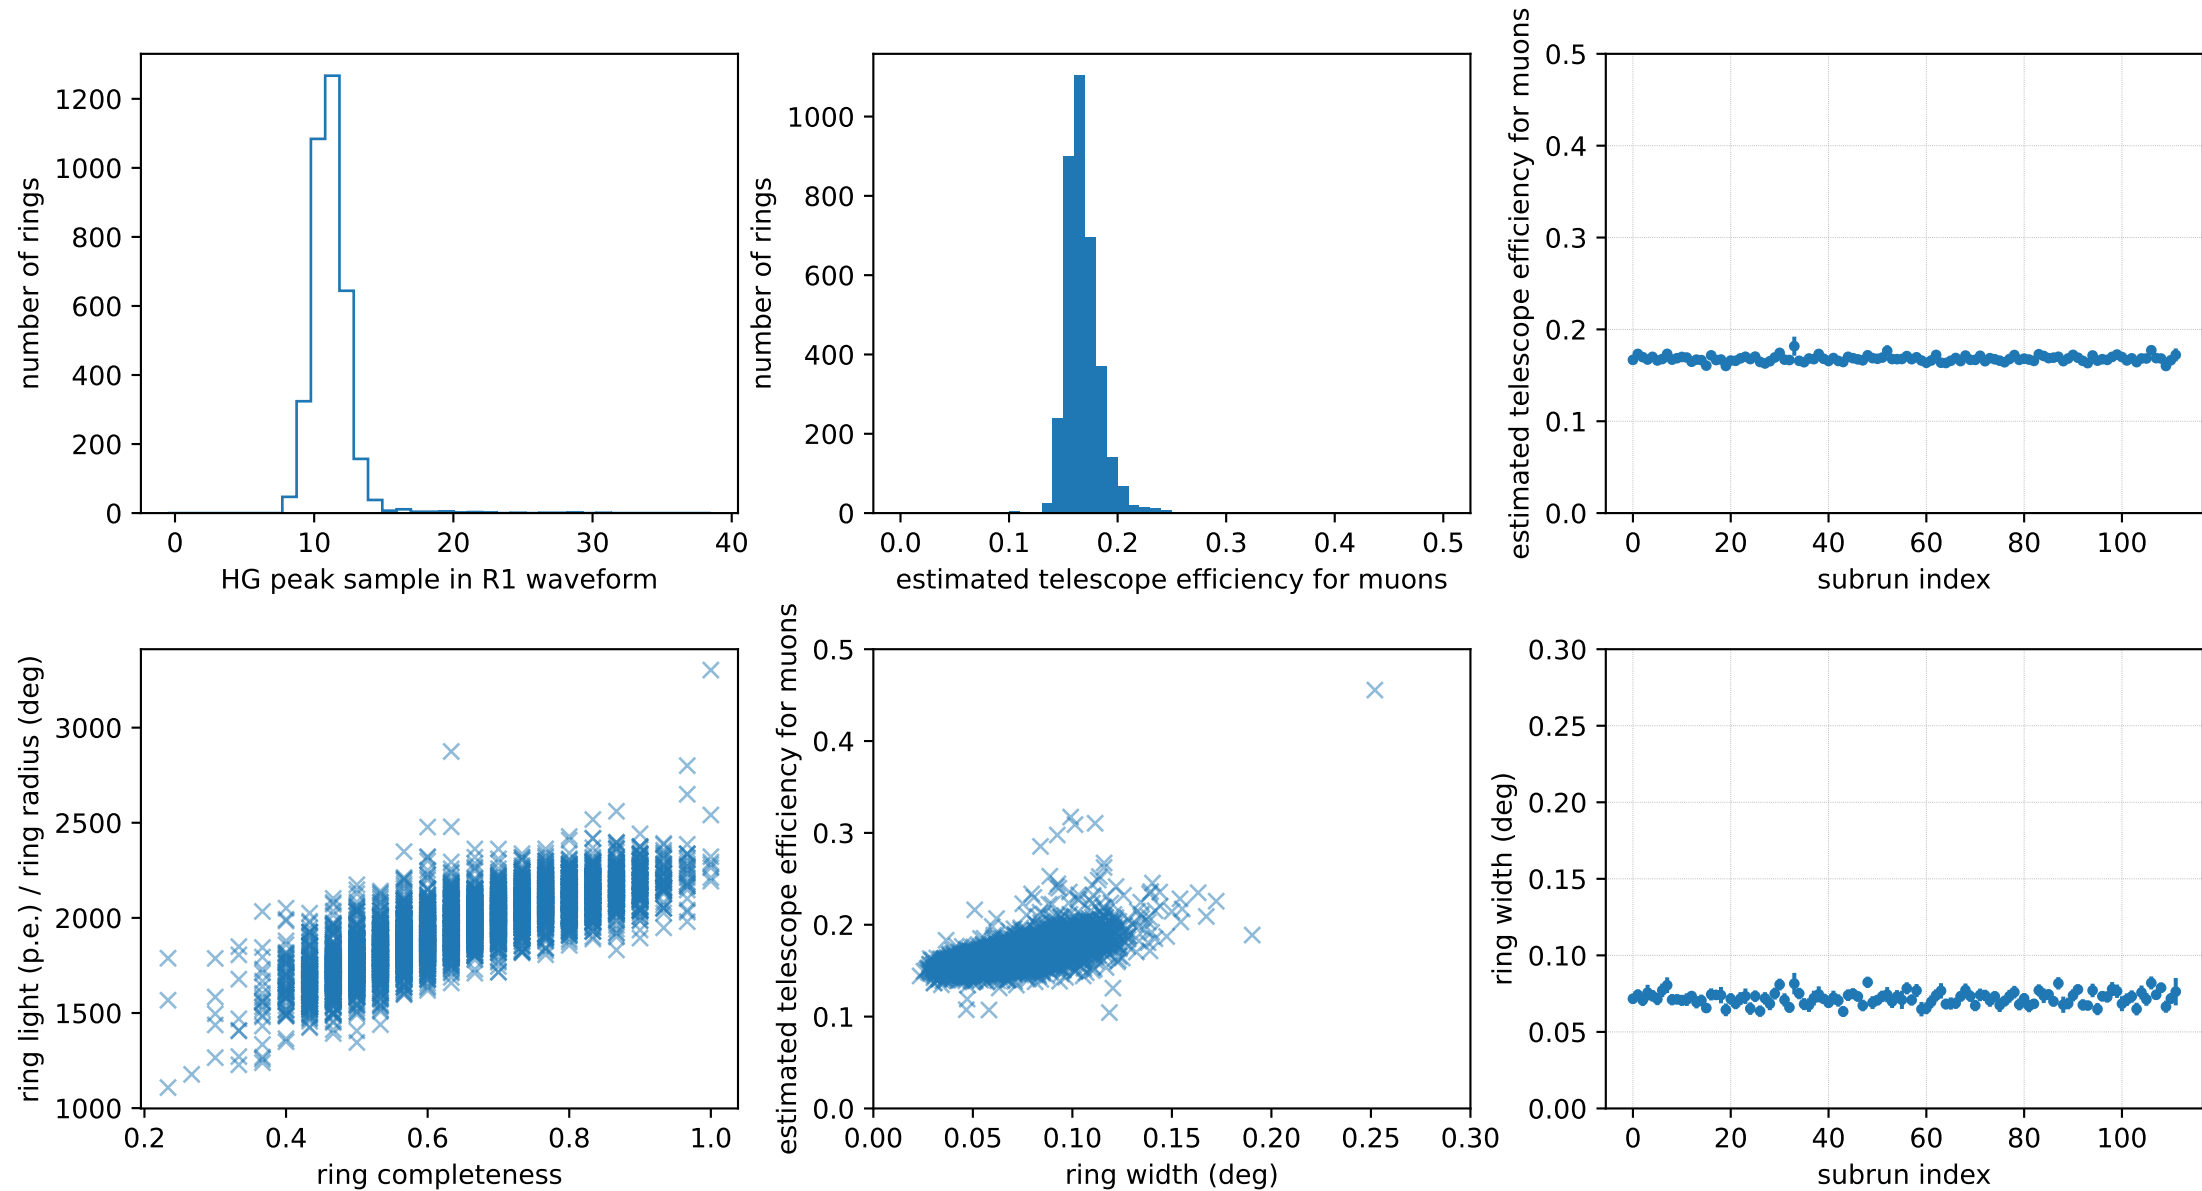 number of rings
1200
1000
800
600
400
200
0
0 10 20 30 40
HG peak sample in R1 waveform
number of rings
1000
800
600
400
200
0
0.0 0.1 0.2 0.3 0.4 0.5
estimated telescope efficiency for muons
estimated telescope efficiency for muons
0.5
0.4
0.3
0.2
0.1
0.0
0 20 40 60 80 100
subrun index
ring light (p.e.) / ring radius (deg)
3000
2500
2000
1500
1000
0.2 0.4 0.6 0.8 1.0
ring completeness
estimated telescope efficiency for muons
0.5
0.4
0.3
0.2
0.1
0.0
0.00 0.05 0.10 0.15 0.20 0.25 0.30
ring width (deg)
ring width (deg)
0.30
0.25
0.20
0.15
0.10
0.05
0.00
0 20 40 60 80 100
subrun index